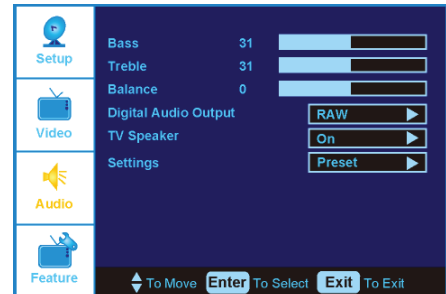 Setup
Video
Audio
Feature
Bass 31
Treble 31
Balance 0
Digital Audio Output RAW
TV Speaker On
Settings Preset
To Move Enter To Select Exit To Exit